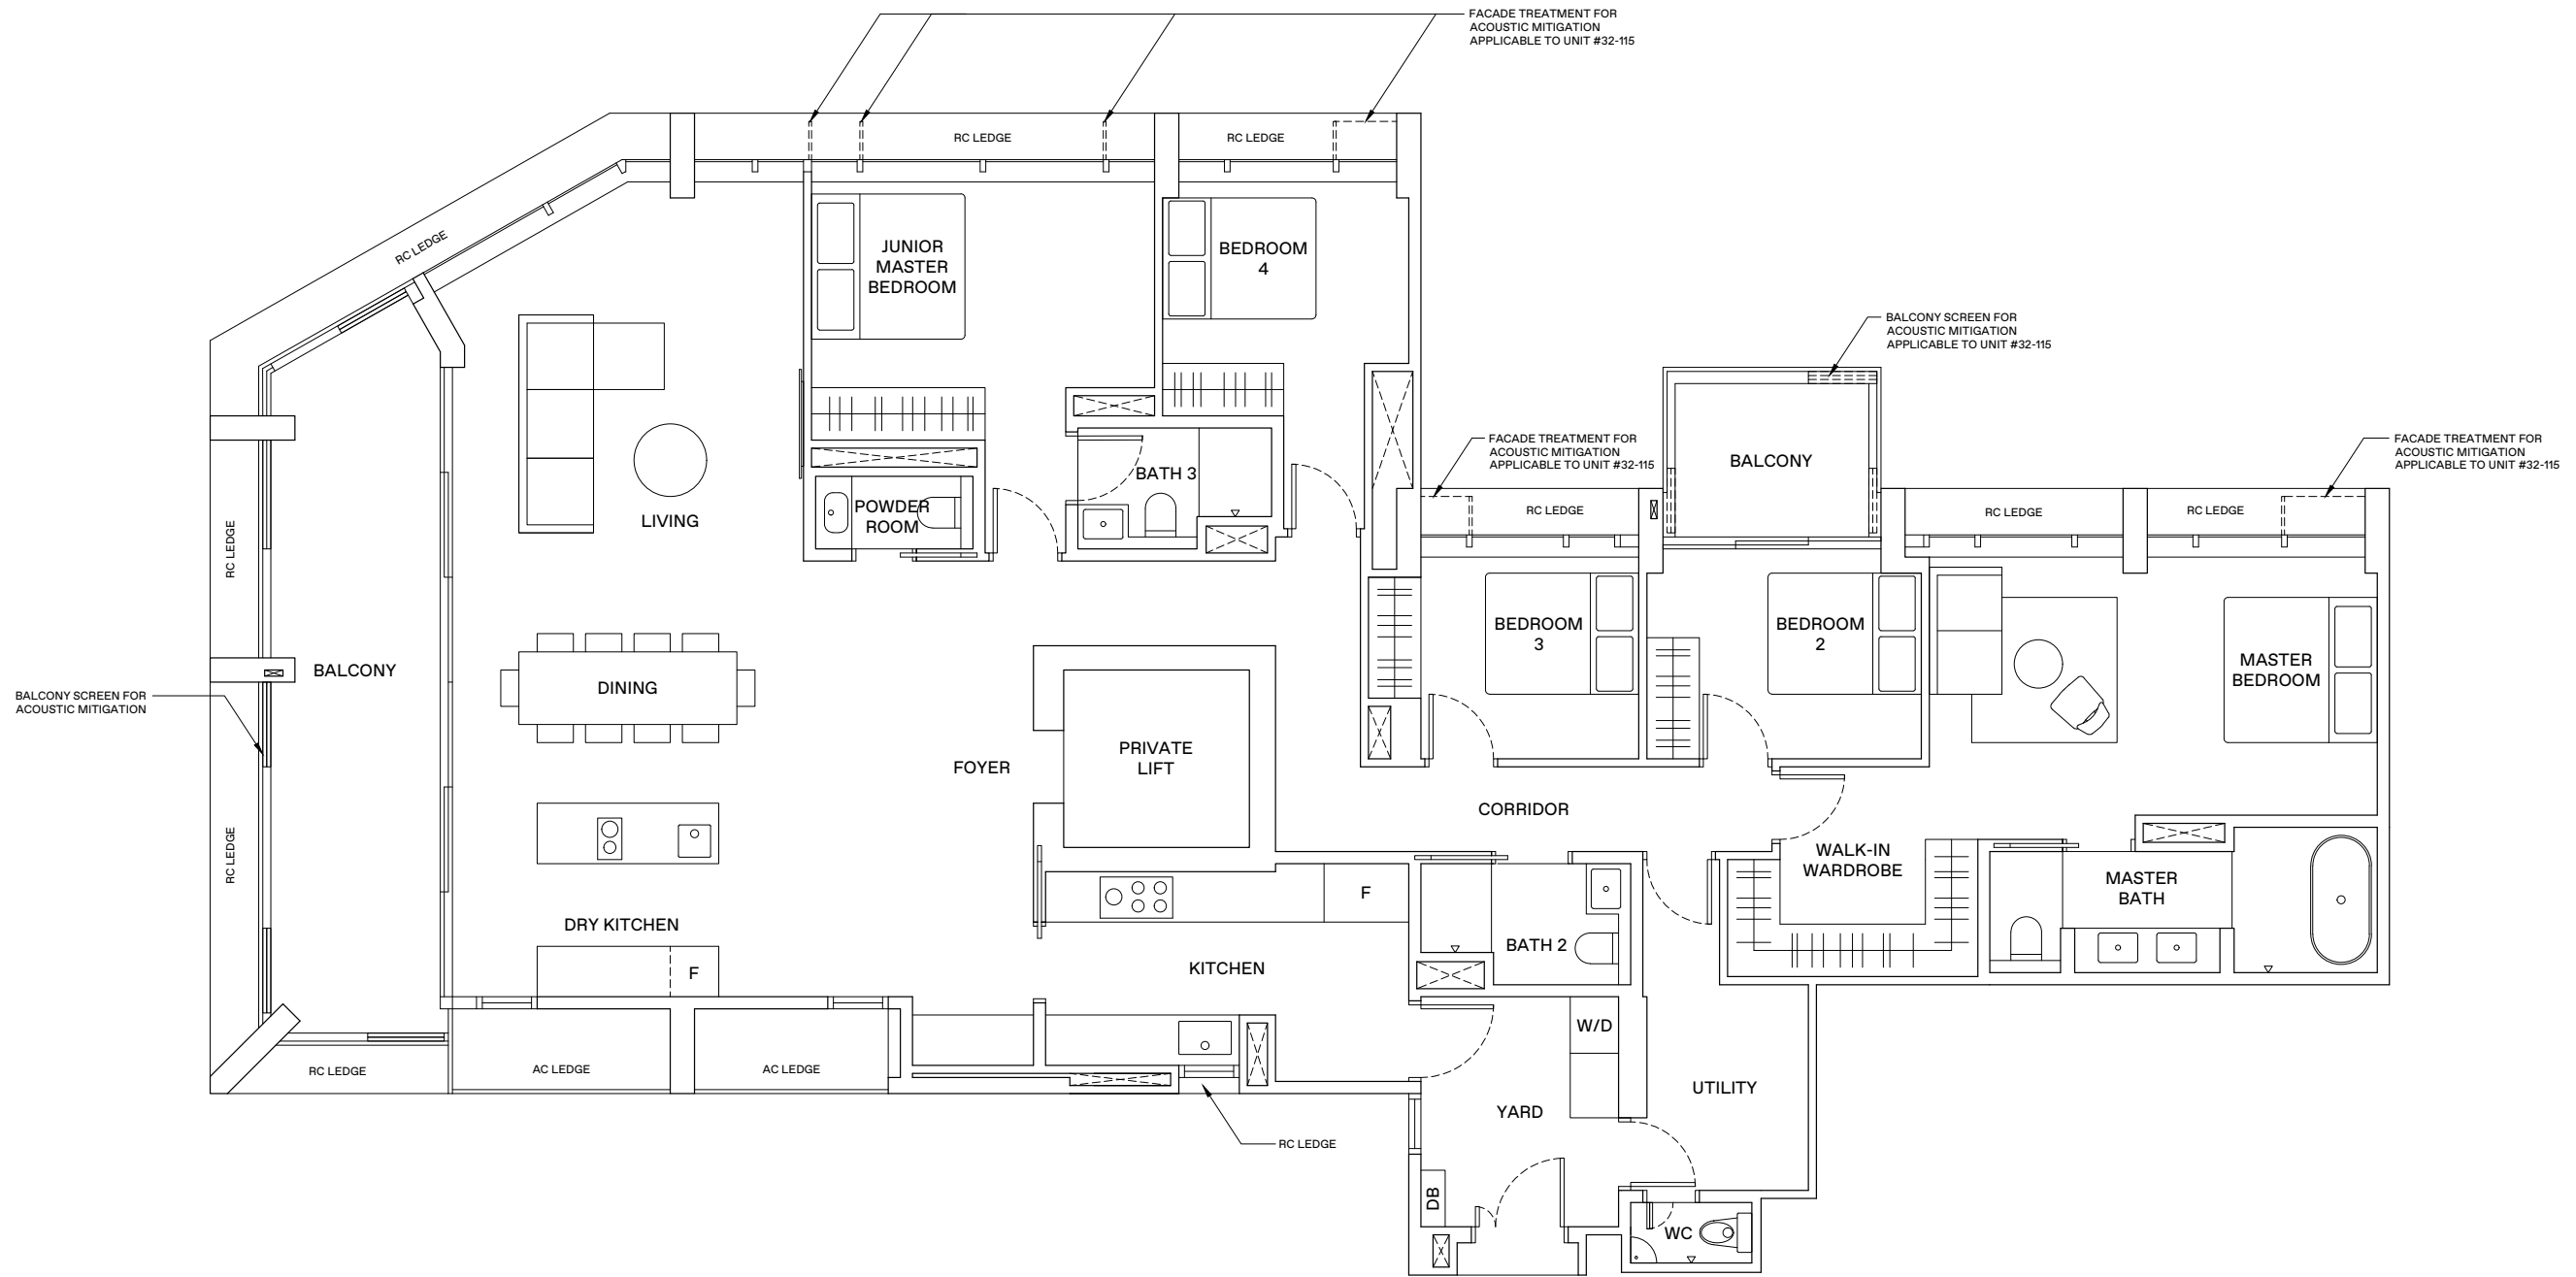 FACADE TREATMENT FOR
ACOUSTIC MITIGATION
APPLICABLE TO UNIT #32-115
RC LEDGE
RC LEDGE
RC LEDGE
JUNIOR
MASTER
BEDROOM
BEDROOM
4
BALCONY SCREEN FOR
ACOUSTIC MITIGATION
APPLICABLE TO UNIT #32-115
FACADE TREATMENT FOR
ACOUSTIC MITIGATION
APPLICABLE TO UNIT #32-115
BALCONY
FACADE TREATMENT FOR
ACOUSTIC MITIGATION
APPLICABLE TO UNIT #32-115
BATH 3
POWDER
ROOM
LIVING
RC LEDGE
RC LEDGE
RC LEDGE
RC LEDGE
BEDROOM
3
BEDROOM
2
MASTER
BEDROOM
BALCONY
DINING
BALCONY SCREEN FOR
ACOUSTIC MITIGATION
FOYER
PRIVATE
LIFT
CORRIDOR
RC LEDGE
WALK-IN
WARDROBE
MASTER
BATH
F
DRY KITCHEN
BATH 2
F
KITCHEN
W/D
RC LEDGE
AC LEDGE
AC LEDGE
UTILITY
YARD
RC LEDGE
DB
WC